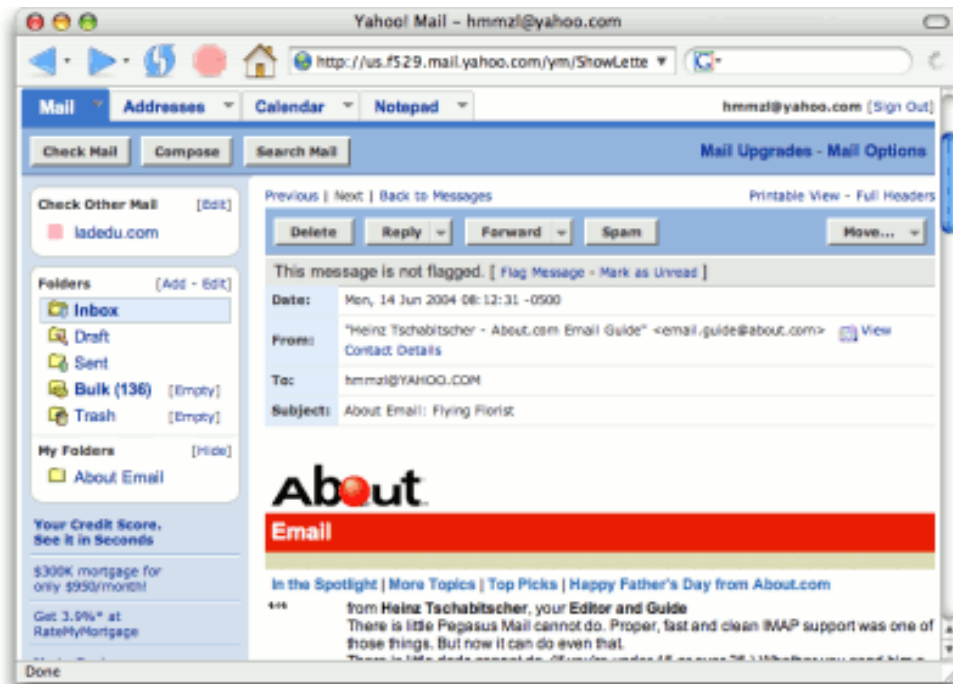 Yahoo! Mail - hmmzl@yahoo.com
http://us.f529.mail.yahoo.com/ym/ShowLette
Mail Addresses Calendar Notepad hmmzl@yahoo.com [Sign Out]
Check Mail Compose Search Mail Mail Upgrades - Mail Options
Check Other Mail [Edit]
ladedu.com
Folders [Add - Edit]
Inbox
Draft
Sent
Bulk (136) [Empty]
Trash [Empty]
My Folders [Hide]
About Email
Your Credit Score.
See it in Seconds
$300K mortgage for
only $950/month!
Get 3.9%* at
RateMyMortgage
Previous | Next | Back to Messages Printable View - Full Headers
Delete Reply Forward Spam Move...
This message is not flagged. [ Flag Message - Mark as Unread ]
Date: Mon, 14 Jun 2004 08:12:31 -0500
From: "Heinz Tschabitscher - About.com Email Guide" <email.guide@about.com> View
Contact Details
To: hmmzl@YAHOO.COM
Subject: About Email: Flying Florist
About
Email
In the Spotlight | More Topics | Top Picks | Happy Father's Day from About.com
from Heinz Tschabitscher, your Editor and Guide
There is little Pegasus Mail cannot do. Proper, fast and clean IMAP support was one of
those things. But now it can do even that.
Done